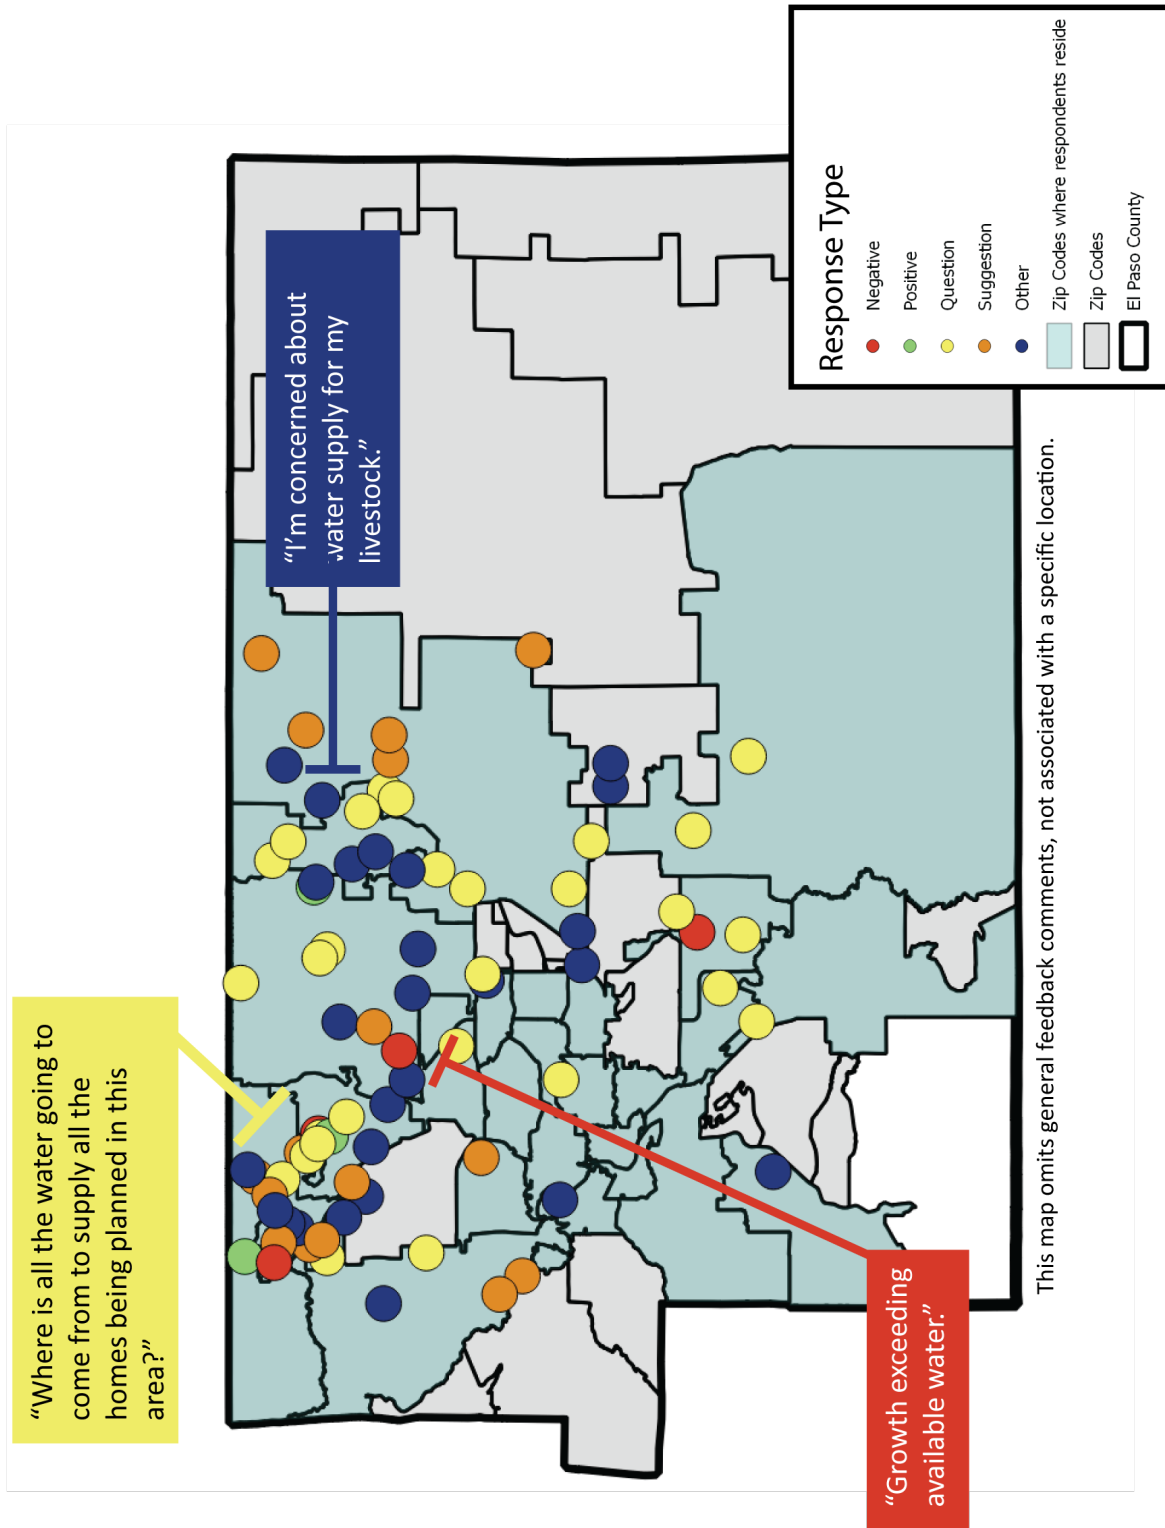 “Where is all the water going to
come from to supply all the
homes being planned in this
area?”
“I’m concerned about
water supply for my
livestock.”
“Growth exceeding
available water.”
Response Type
Negative
Positive
Question
Suggestion
Other
Zip Codes where respondents reside
Zip Codes
El Paso County
This map omits general feedback comments, not associated with a specific location.